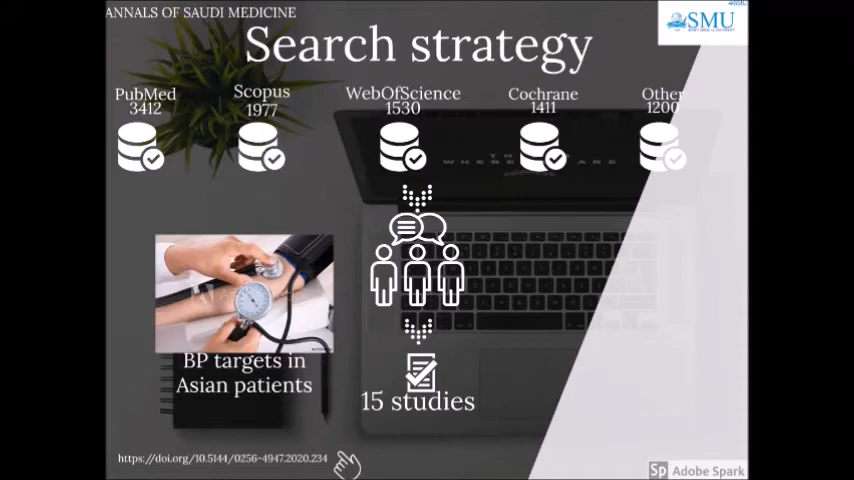 ANNALS OF SAUDI MEDICINE
SMU
Search strategy
PubMed
3412
Scopus
1977
WebOfScience
1530
Cochrane
1411
Other
1200
BP targets in
Asian patients
15 studies
https://doi.org/10.5144/0256-4947.2020.234
Sp Adobe Spark